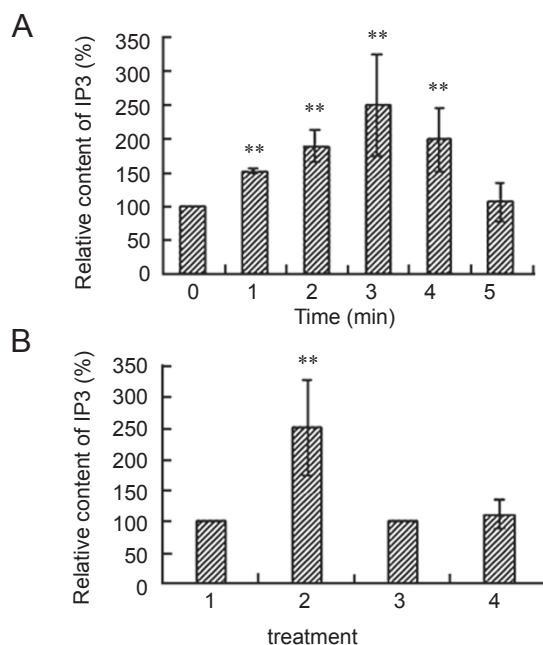 A
Relative content of IP3 (%)
350
300
250
200
150
100
50
0
**
**
**
**
0 1 2 3 4 5
Time (min)
B
Relative content of IP3 (%)
350
300
250
200
150
100
50
0
**
1 2 3 4
treatment